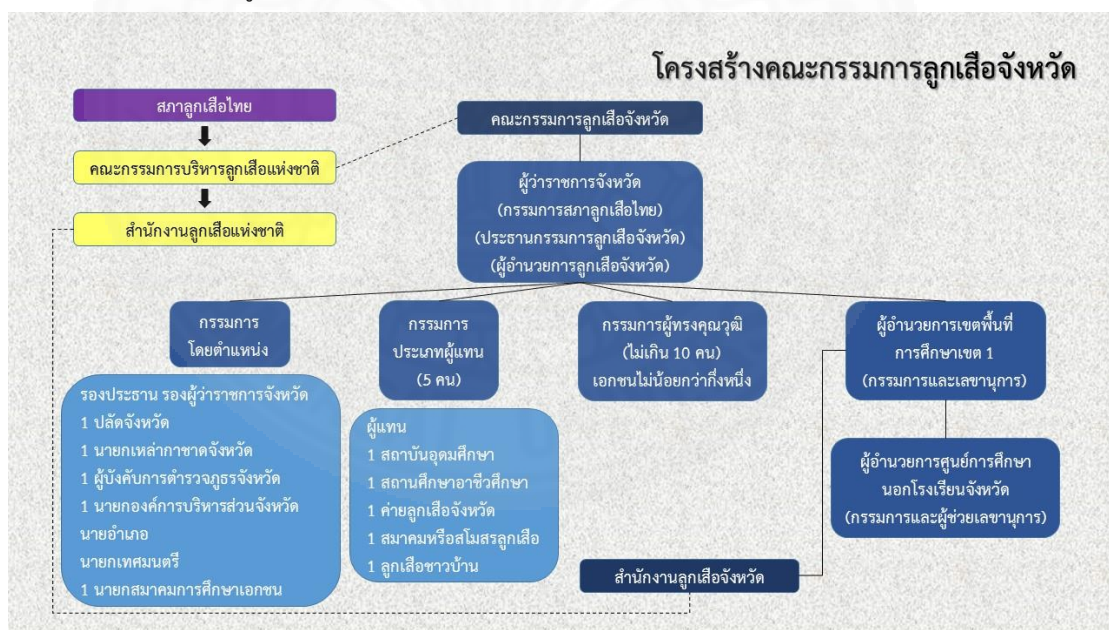 โครงสร้างคณะกรรมการลูกเสือจังหวัด
สภาลูกเสือไทย
คณะกรรมการบริหารลูกเสือแห่งชาติ
สำนักงานลูกเสือแห่งชาติ
คณะกรรมการลูกเสือจังหวัด
ผู้ว่าราชการจังหวัด
(กรรมการสภาลูกเสือไทย)
(ประธานกรรมการลูกเสือจังหวัด)
(ผู้อำนวยการลูกเสือจังหวัด)
กรรมการ
โดยตำแหน่ง
รองประธาน รองผู้ว่าราชการจังหวัด
1 ปลัดจังหวัด
1 นายกเหล่ากาชาดจังหวัด
1 ผู้บังคับการตำรวจภูธรจังหวัด
1 นายกองค์การบริหารส่วนจังหวัด
นายอำเภอ
นายกเทศมนตรี
1 นายกสมาคมการศึกษาเอกชน
กรรมการ
ประเภทผู้แทน
(5 คน)
ผู้แทน
1 สถาบันอุดมศึกษา
1 สถานศึกษาอาชีวศึกษา
1 ค่ายลูกเสือจังหวัด
1 สมาคมหรือสโมสรลูกเสือ
1 ลูกเสือชาวบ้าน
กรรมการผู้ทรงคุณวุฒิ
(ไม่เกิน 10 คน)
เอกชนไม่น้อยกว่ากึ่งหนึ่ง
ผู้อำนวยการเขตพื้นที่
การศึกษาเขต 1
(กรรมการและเลขานุการ)
ผู้อำนวยการศูนย์การศึกษา
นอกโรงเรียนจังหวัด
(กรรมการและผู้ช่วยเลขานุการ)
สำนักงานลูกเสือจังหวัด